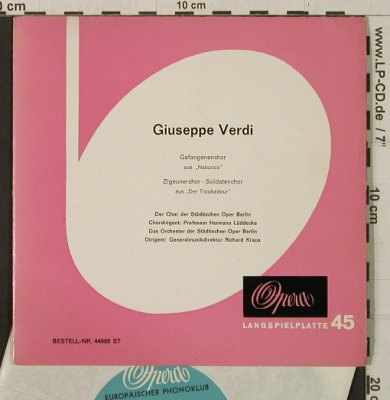 0 cm
10 cm
Giuseppe Verdi
Gefangenenchor
aus „Nabucco"
Zigeunerchor - Soldatenchor
aus „Der Troubadour"
Der Chor der Städtischen Oper Berlin
Chordirigent: Professor Hermann Lüddecke
Das Orchester der Städtischen Oper Berlin
Dirigent: Generalmusikdirektor Richard Kraus
Opera
LANGSPIELPLATTE 45
BESTELL-NR. 44906 ST
Opera
EUROPÄISCHER PHONOKLUB
www.LP-CD.de / 7"
10 cm
20 cm